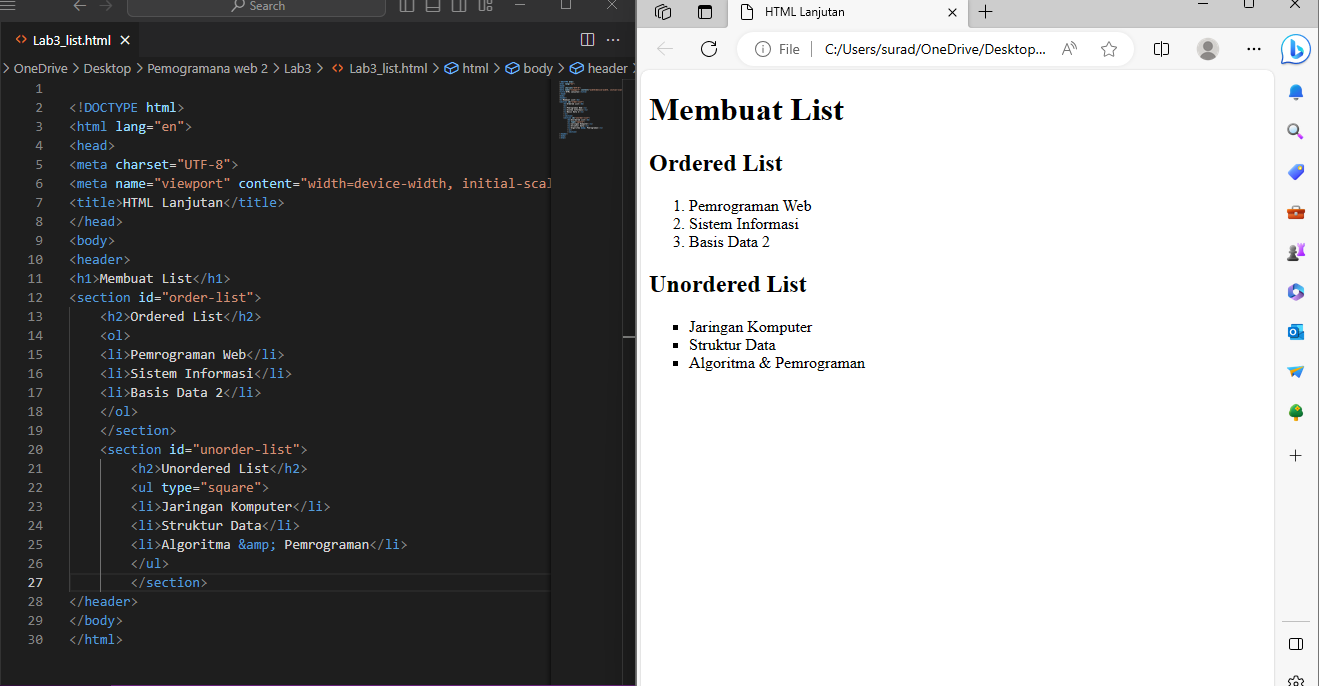 Search
Lab3_list.html
OneDrive > Desktop > Pemogramana web 2 > Lab3 > Lab3_list.html > html > body > header
1
2 <!DOCTYPE html>
3 <html lang="en">
4 <head>
5 <meta charset="UTF-8">
6 <meta name="viewport" content="width=device-width, initial-scal
7 <title>HTML Lanjutan</title>
8 </head>
9 <body>
10 <header>
11 <h1>Membuat List</h1>
12 <section id="order-list">
13 <h2>Ordered List</h2>
14 <ol>
15 <li>Pemrograman Web</li>
16 <li>Sistem Informasi</li>
17 <li>Basis Data 2</li>
18 </ol>
19 </section>
20 <section id="unorder-list">
21 <h2>Unordered List</h2>
22 <ul type="square">
23 <li>Jaringan Komputer</li>
24 <li>Struktur Data</li>
25 <li>Algoritma &amp; Pemrograman</li>
26 </ul>
27 </section>
28 </header>
29 </body>
30 </html>
HTML Lanjutan
File C:/Users/surad/OneDrive/Desktop...
Membuat List
Ordered List
1. Pemrograman Web
2. Sistem Informasi
3. Basis Data 2
Unordered List
Jaringan Komputer
Struktur Data
Algoritma & Pemrograman